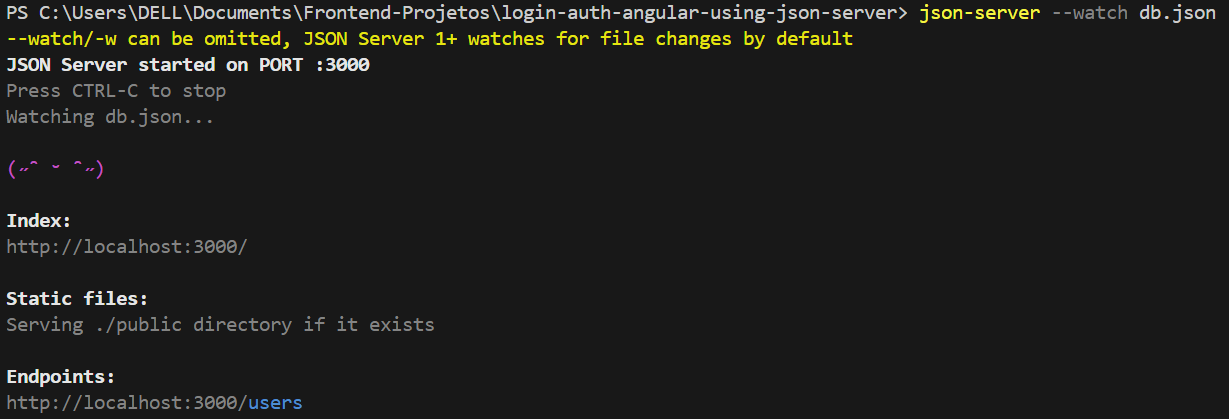 PS C:\Users\DELL\Documents\Frontend-Projetos\login-auth-angular-using-json-server> json-server --watch db.json
--watch/-w can be omitted, JSON Server 1+ watches for file changes by default
JSON Server started on PORT :3000
Press CTRL-C to stop
Watching db.json...
(˶ᵔ ᵕ ᵔ˶)
Index:
http://localhost:3000/
Static files:
Serving ./public directory if it exists
Endpoints:
http://localhost:3000/users